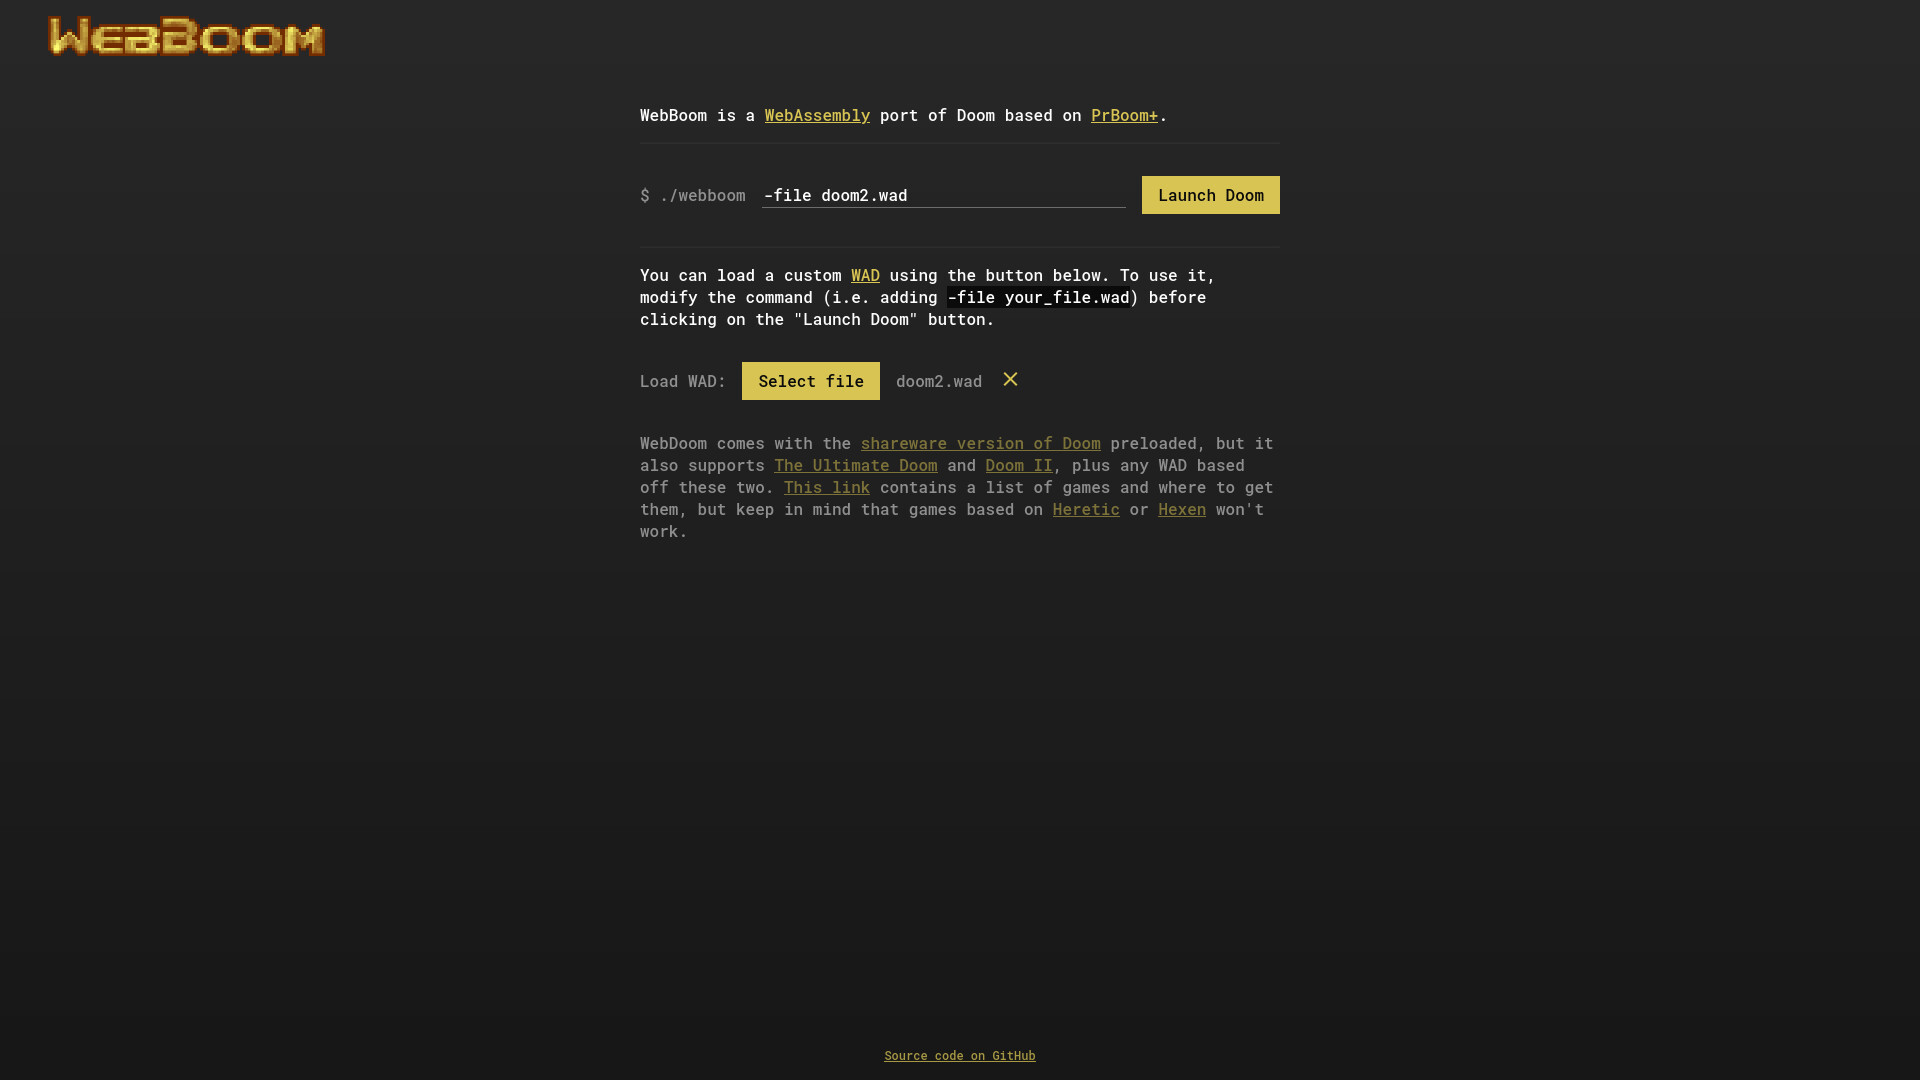 WebBoom
WebBoom is a WebAssembly port of Doom based on PrBoom+.
$ ./webboom -file doom2.wad Launch Doom
You can load a custom WAD using the button below. To use it,
modify the command (i.e. adding -file your_file.wad) before
clicking on the "Launch Doom" button.
Load WAD: Select file doom2.wad ×
WebDoom comes with the shareware version of Doom preloaded, but it
also supports The Ultimate Doom and Doom II, plus any WAD based
off these two. This link contains a list of games and where to get
them, but keep in mind that games based on Heretic or Hexen won't
work.
Source code on GitHub